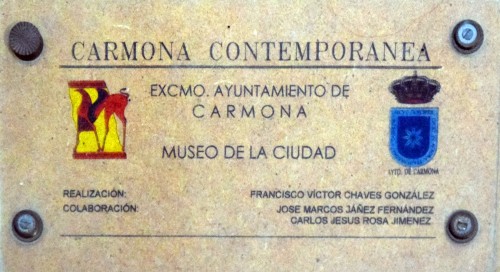 CARMONA CONTEMPORANEA
EXCMO. AYUNTAMIENTO DE
CARMONA
MUSEO DE LA CIUDAD
AYTO. DE CARMONA
REALIZACIÓN: FRANCISCO VÍCTOR CHAVES GONZÁLEZ
COLABORACIÓN: JOSE MARCOS JÁÑEZ FERNÁNDEZ
CARLOS JESUS ROSA JIMENEZ